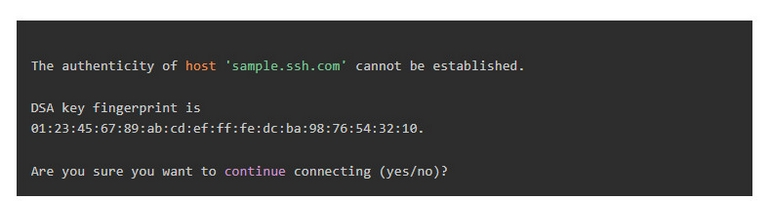 The authenticity of host 'sample.ssh.com' cannot be established.
DSA key fingerprint is
01:23:45:67:89:ab:cd:ef:ff:fe:dc:ba:98:76:54:32:10.
Are you sure you want to continue connecting (yes/no)?